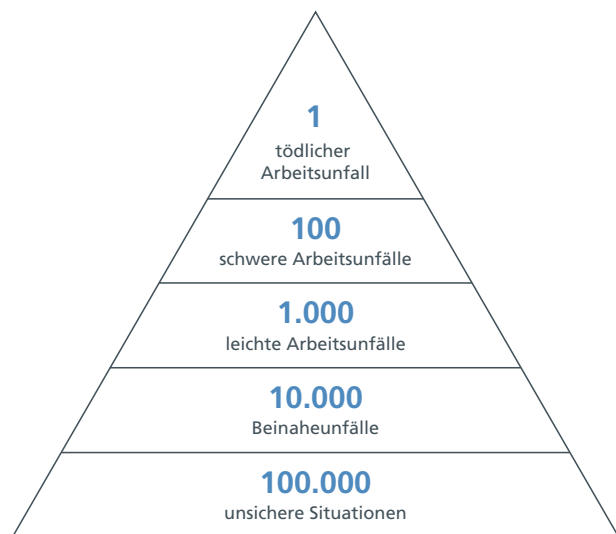 1
tödlicher
Arbeitsunfall
100
schwere Arbeitsunfälle
1.000
leichte Arbeitsunfälle
10.000
Beinaheunfälle
100.000
unsichere Situationen